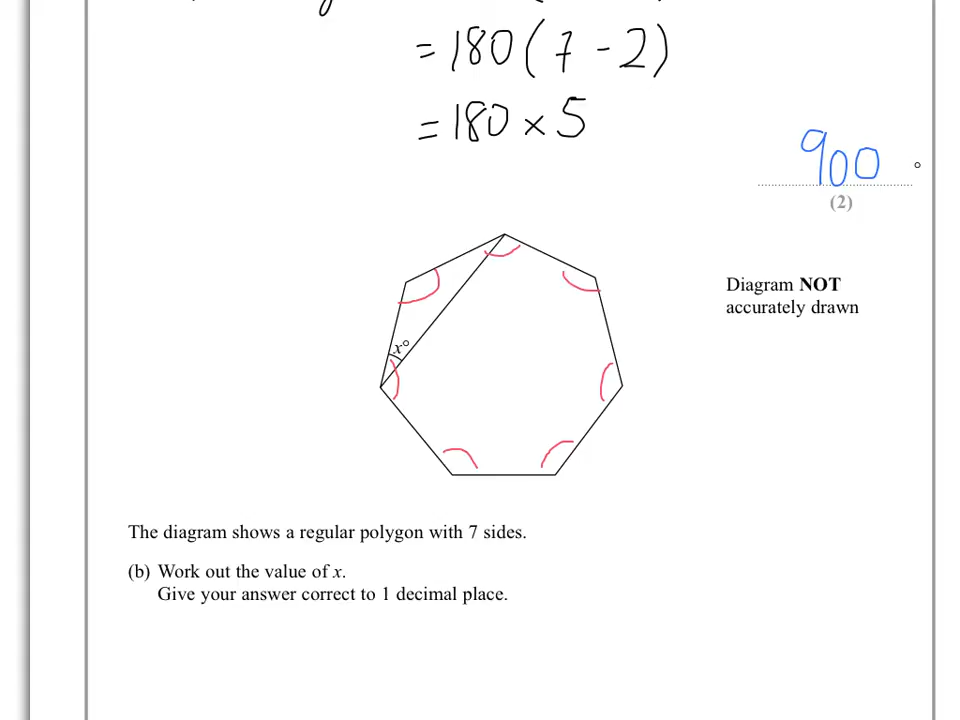 = 180 ( 7 - 2 )
= 180 × 5
900 °
(2)
Diagram NOT
accurately drawn
x°
The diagram shows a regular polygon with 7 sides.
(b) Work out the value of x.
Give your answer correct to 1 decimal place.